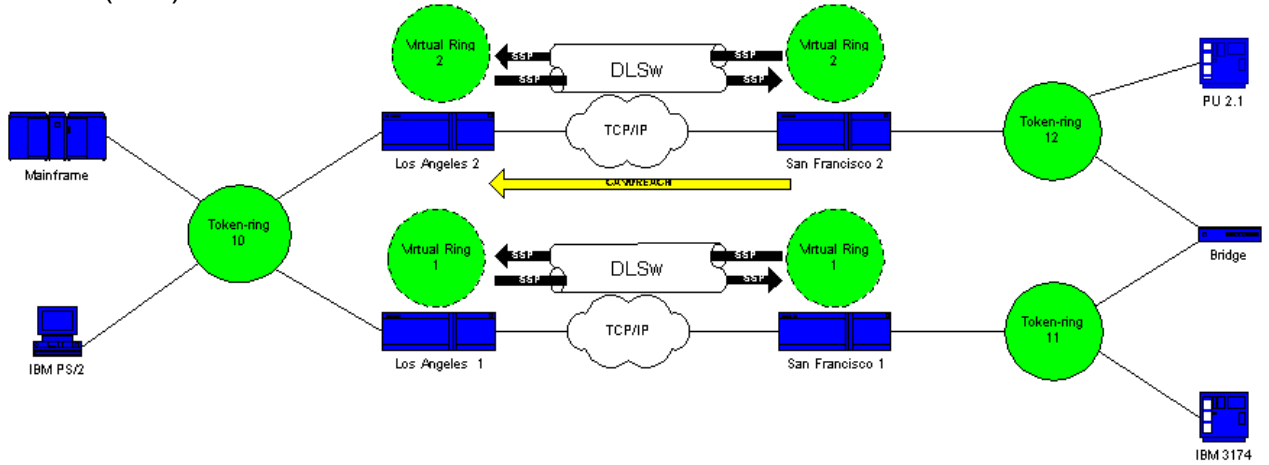 Virtual Ring
2
SSP
SSP
DLSw
SSP
SSP
Virtual Ring
2
PU 2.1
Mainframe
Los Angeles 2
TCP/IP
San Francisco 2
Token-ring
12
CANUREACH
Token-ring
10
Virtual Ring
1
SSP
SSP
DLSw
SSP
SSP
Virtual Ring
1
Bridge
IBM PS/2
Los Angeles 1
TCP/IP
San Francisco 1
Token-ring
11
IBM 3174